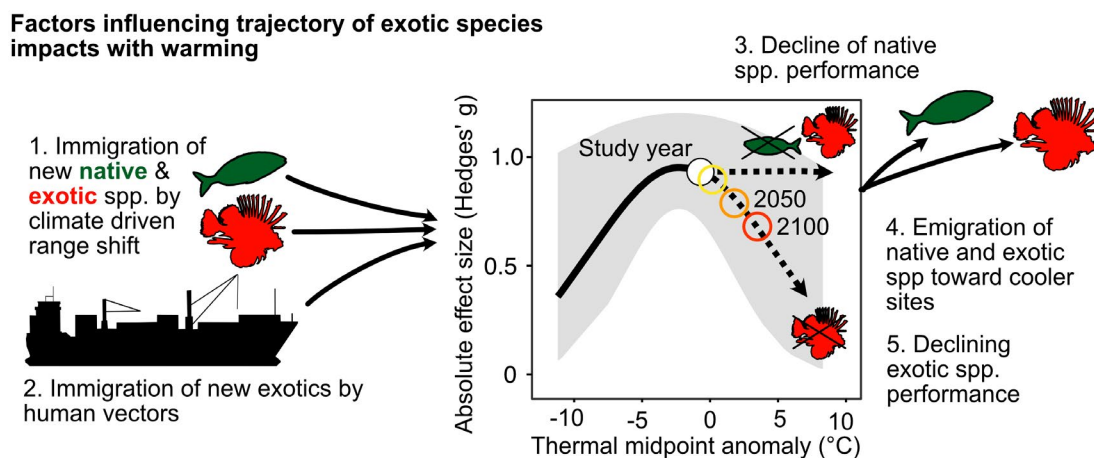 Factors influencing trajectory of exotic species
impacts with warming
1. Immigration of
new native &
exotic spp. by
climate driven
range shift
2. Immigration of new exotics by
human vectors
Absolute effect size (Hedges' g)
1.0
0.5
0
Study year
2050
2100
-10
-5
0
5
10
Thermal midpoint anomaly (°C)
3. Decline of native
spp. performance
4. Emigration of
native and exotic
spp toward cooler
sites
5. Declining
exotic spp.
performance